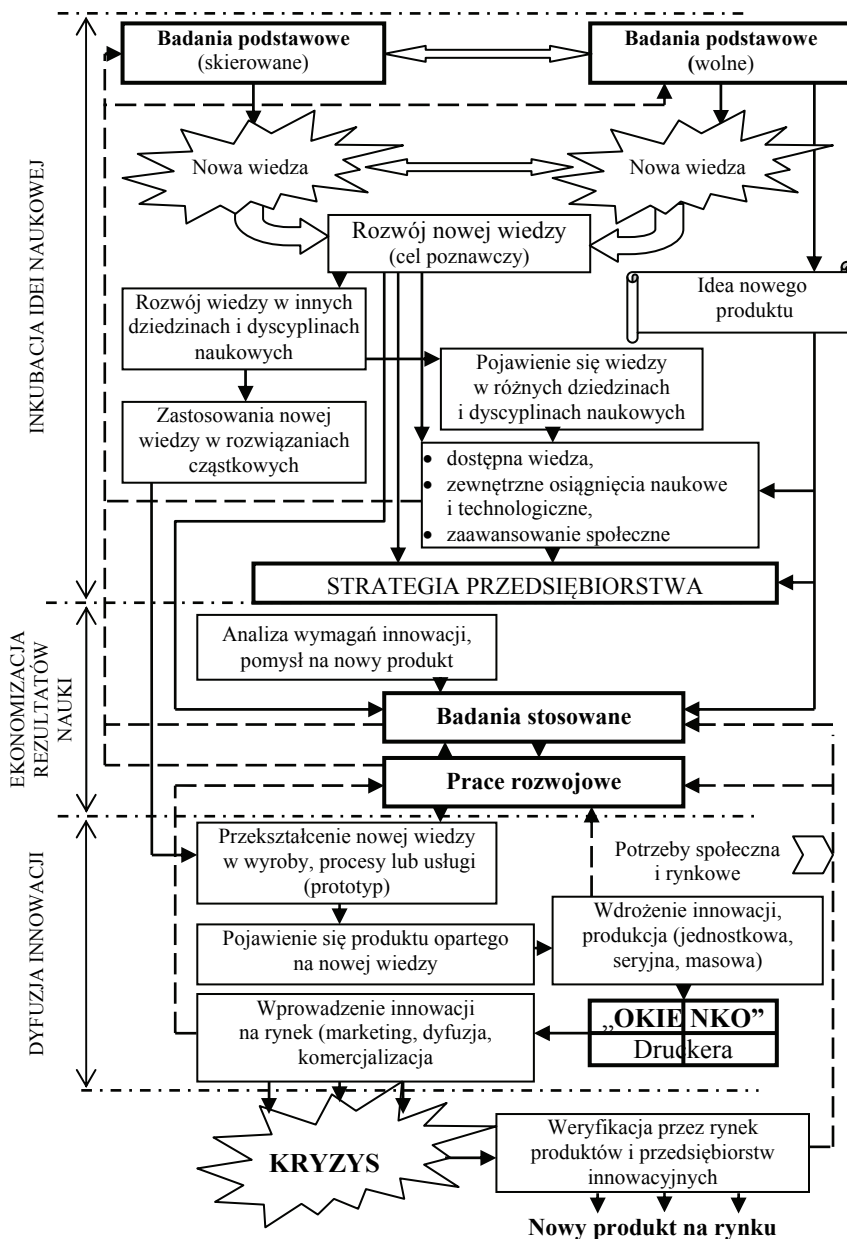 Badania podstawowe
(skierowane)
Badania podstawowe
(wolne)
Nowa wiedza
Nowa wiedza
Rozwój nowej wiedzy
(cel poznawczy)
Idea nowego
produktu
Rozwój wiedzy w innych
dziedzinach i dyscyplinach
naukowych
Pojawienie się wiedzy
w różnych dziedzinach
i dyscyplinach naukowych
Zastosowania nowej
wiedzy w rozwiązaniach
cząstkowych
• dostępna wiedza,
• zewnętrzne osiągnięcia naukowe
i technologiczne,
• zaawansowanie społeczne
STRATEGIA PRZEDSIĘBIORSTWA
INKUBACJA IDEI NAUKOWEJ
Analiza wymagań innowacji,
pomysł na nowy produkt
Badania stosowane
Prace rozwojowe
EKONOMIZACJA
REZULTATÓW
NAUKI
Przekształcenie nowej wiedzy
w wyroby, procesy lub usługi
(prototyp)
Potrzeby społeczna
i rynkowe
Pojawienie się produktu opartego
na nowej wiedzy
Wdrożenie innowacji,
produkcja (jednostkowa,
seryjna, masowa)
Wprowadzenie innowacji
na rynek (marketing, dyfuzja,
komercjalizacja
„OKIE NKO”
Druckera
DYFUZJA INNOWACJI
KRYZYS
Weryfikacja przez rynek
produktów i przedsiębiorstw
innowacyjnych
Nowy produkt na rynku